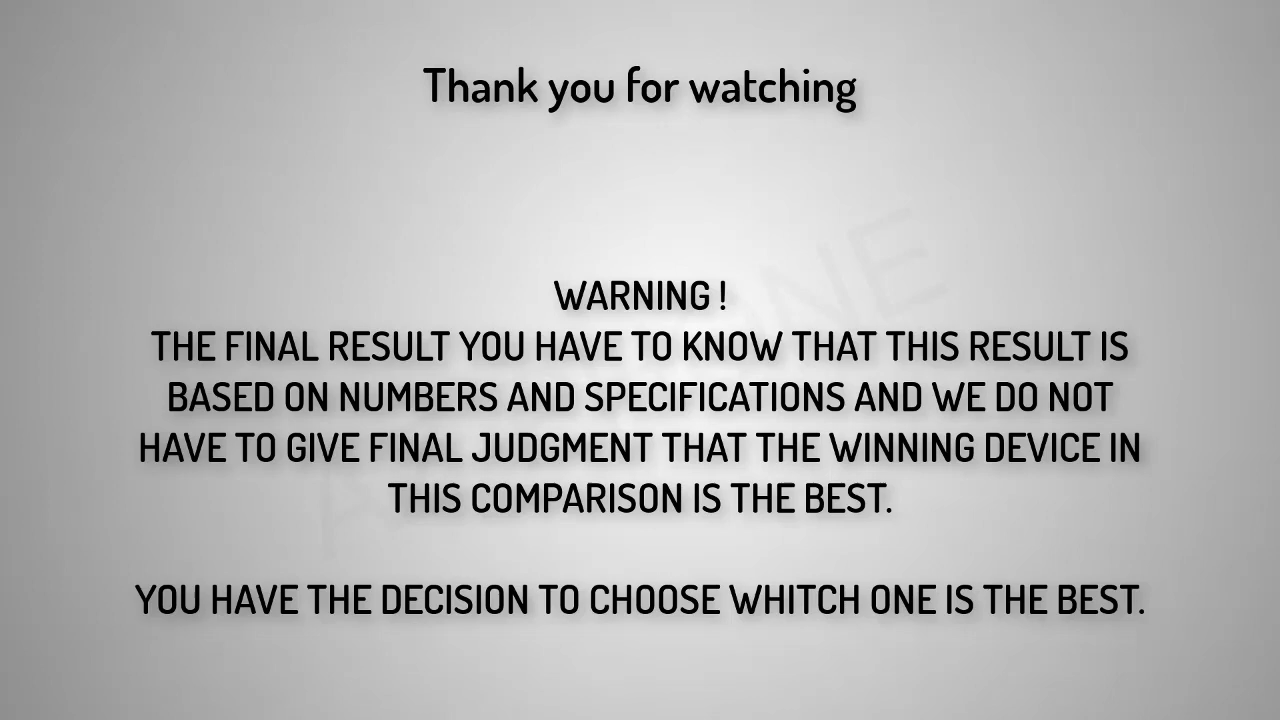 Thank you for watching
WARNING !
THE FINAL RESULT YOU HAVE TO KNOW THAT THIS RESULT IS
BASED ON NUMBERS AND SPECIFICATIONS AND WE DO NOT
HAVE TO GIVE FINAL JUDGMENT THAT THE WINNING DEVICE IN
THIS COMPARISON IS THE BEST.
YOU HAVE THE DECISION TO CHOOSE WHITCH ONE IS THE BEST.